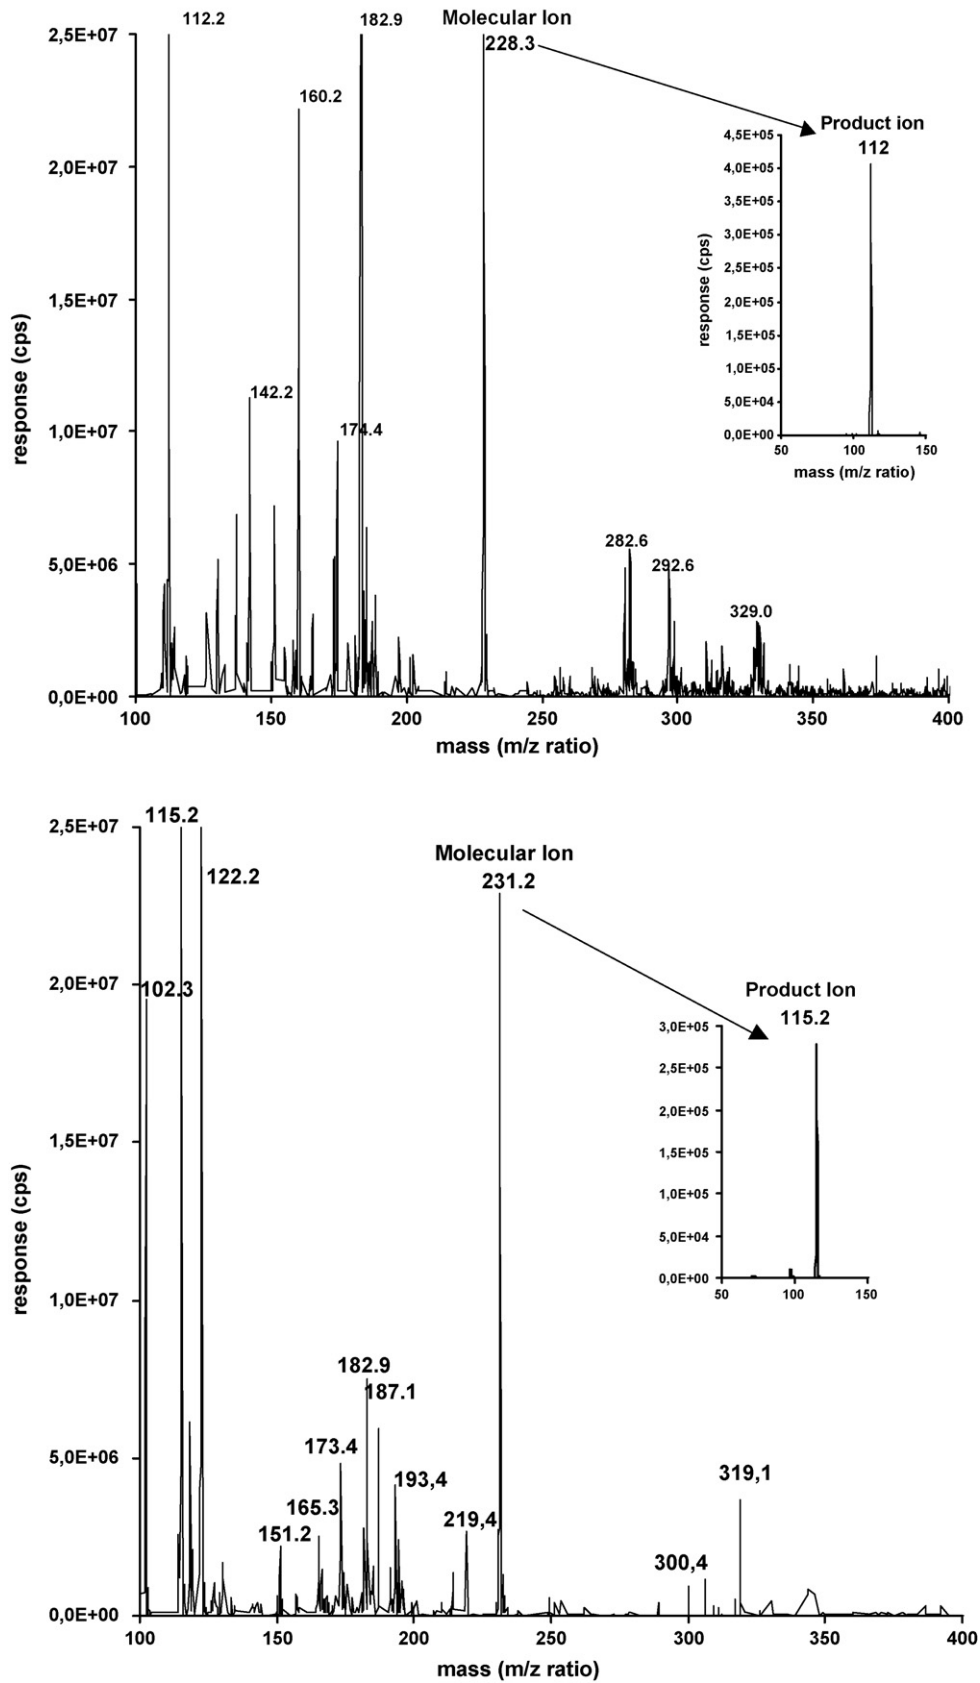 112.2
182.9
Molecular Ion
228.3
160.2
142.2
174.4
282.6
292.6
329.0
2,5E+07
2,0E+07
1,5E+07
1,0E+07
5,0E+06
0,0E+00
response (cps)
100
150
200
250
300
350
400
mass (m/z ratio)
Product ion
112
4,5E+05
4,0E+05
3,5E+05
3,0E+05
2,5E+05
2,0E+05
1,5E+05
1,0E+05
5,0E+04
0,0E+00
response (cps)
50
100
150
mass (m/z ratio)
115.2
122.2
102.3
Molecular Ion
231.2
182.9
187.1
173.4
193,4
165.3
151.2
219,4
319,1
300,4
2,5E+07
2,0E+07
1,5E+07
1,0E+07
5,0E+06
0,0E+00
response (cps)
100
150
200
250
300
350
400
mass (m/z ratio)
Product Ion
115.2
3,0E+05
2,5E+05
2,0E+05
1,5E+05
1,0E+05
5,0E+04
0,0E+00
50
100
150